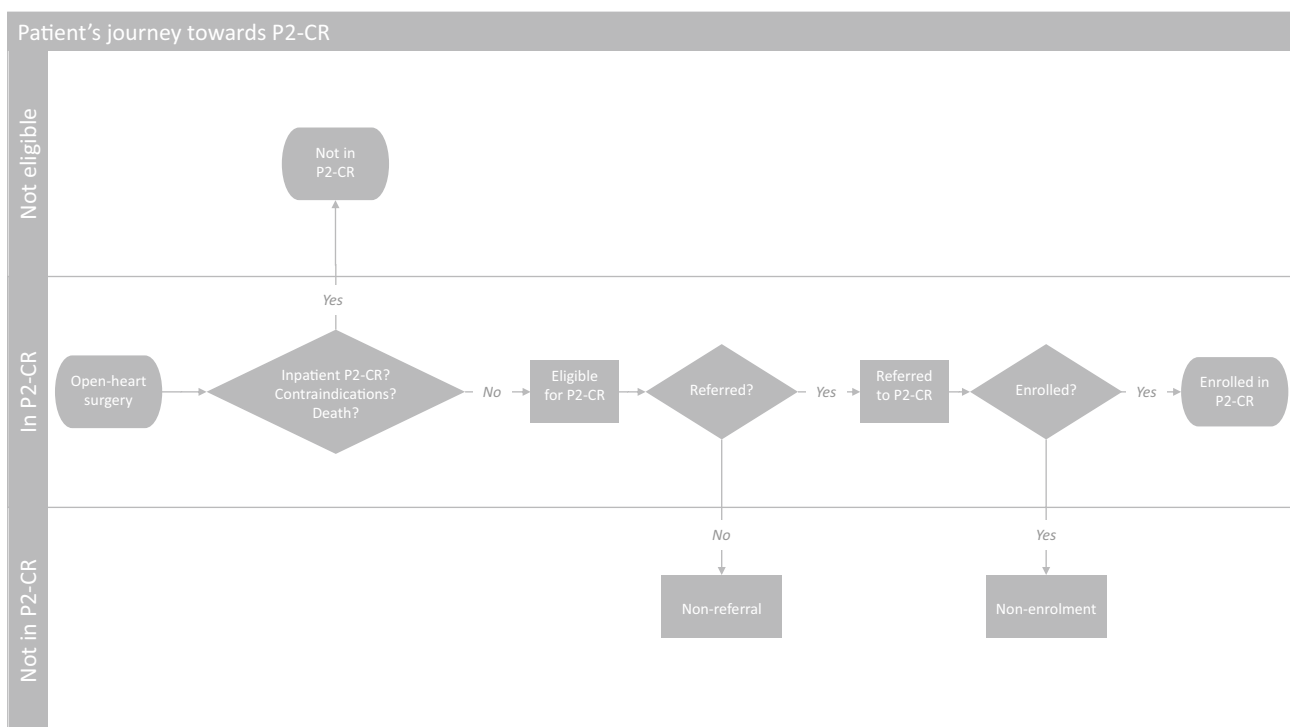 Patient's journey towards P2-CR
Not eligible
Not in
P2-CR
Yes
In P2-CR
Open-heart
surgery
Inpatient P2-CR?
Contraindications?
Death?
No
Eligible
for P2-CR
Referred?
Yes
Referred
to P2-CR
Enrolled?
Yes
Enrolled in
P2-CR
Not in P2-CR
No
Yes
Non-referral
Non-enrolment